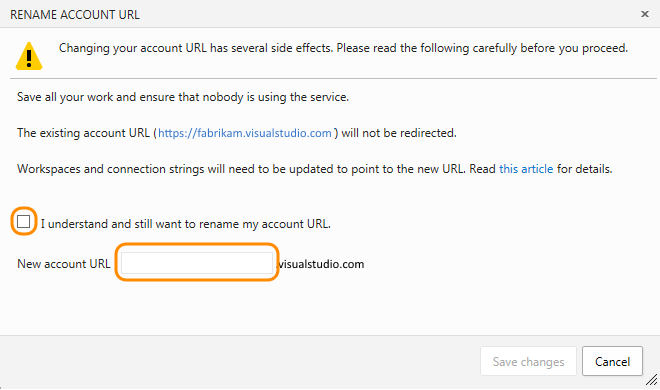 RENAME ACCOUNT URL
Changing your account URL has several side effects. Please read the following carefully before you proceed.
Save all your work and ensure that nobody is using the service.
The existing account URL (https://fabrikam.visualstudio.com ) will not be redirected.
Workspaces and connection strings will need to be updated to point to the new URL. Read this article for details.
I understand and still want to rename my account URL.
New account URL .visualstudio.com
Save changes Cancel